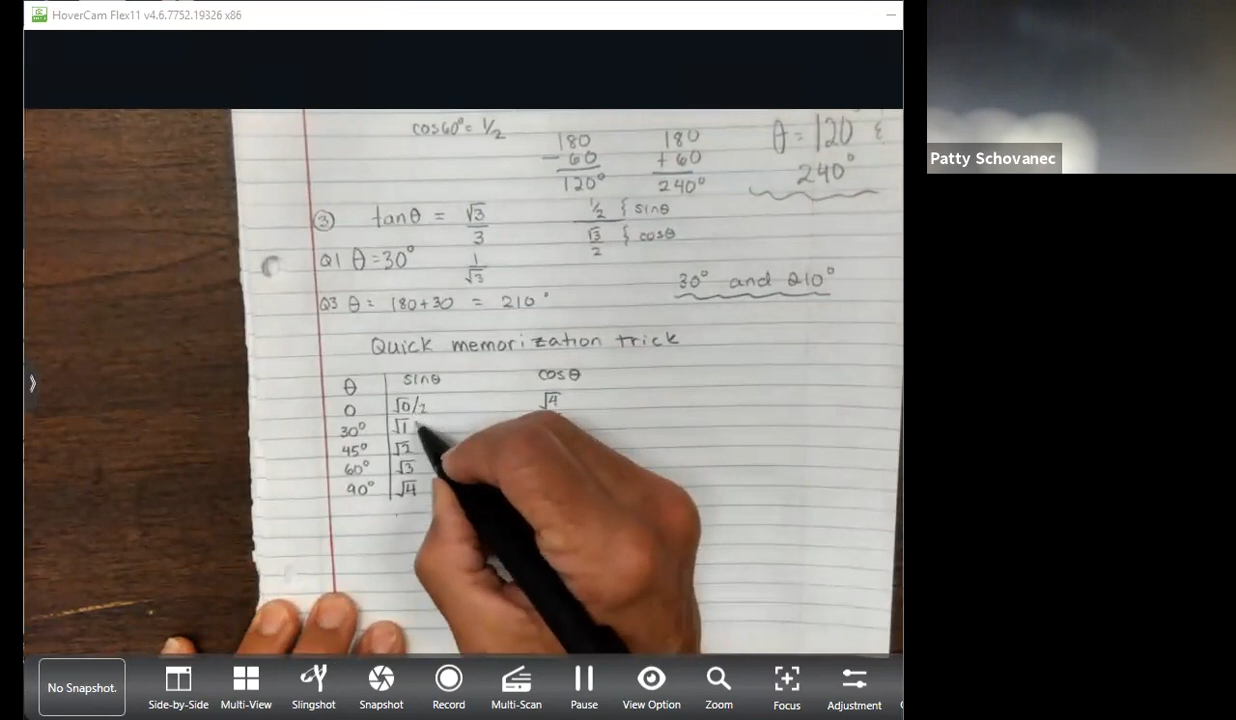 HoverCam Flex11 v4.6.7752.19326 x86
Patty Schovanec
cos60° = 1/2
180
- 60
120°
180
+ 60
240°
θ = 120 &
240°
③ tanθ = √3/3
1/2 { sinθ
√3/2 { cosθ
Q1 θ = 30°
1/√3
30° and 210°
Q3 θ = 180+30 = 210°
Quick memorization trick
θ sinθ cosθ
0 √0/2 √4
30° √1
45° √2
60° √3
90° √4
No Snapshot.
Side-by-Side
Multi-View
Slingshot
Snapshot
Record
Multi-Scan
Pause
View Option
Zoom
Focus
Adjustment